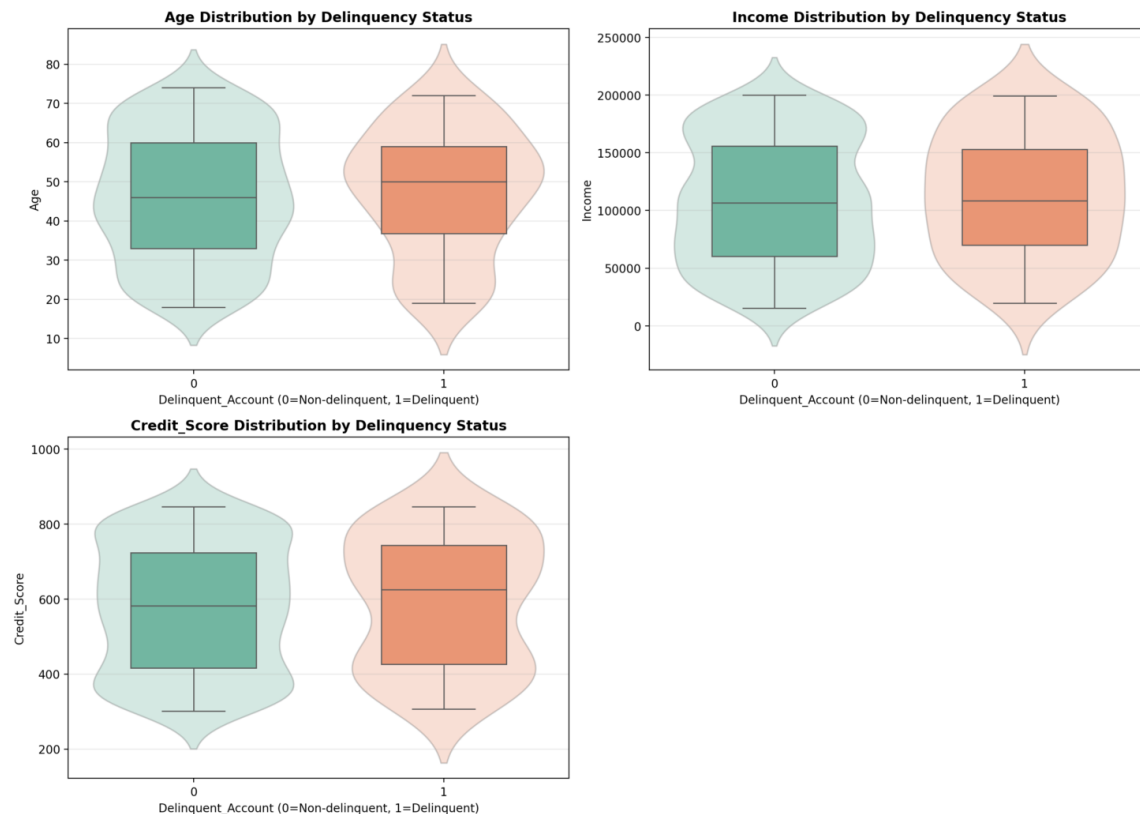 Age Distribution by Delinquency Status
80
70
60
50
40
30
20
10
Age
0
1
Delinquent_Account (0=Non-delinquent, 1=Delinquent)
Income Distribution by Delinquency Status
250000
200000
150000
100000
50000
0
Income
0
1
Delinquent_Account (0=Non-delinquent, 1=Delinquent)
Credit_Score Distribution by Delinquency Status
1000
800
600
400
200
Credit_Score
0
1
Delinquent_Account (0=Non-delinquent, 1=Delinquent)